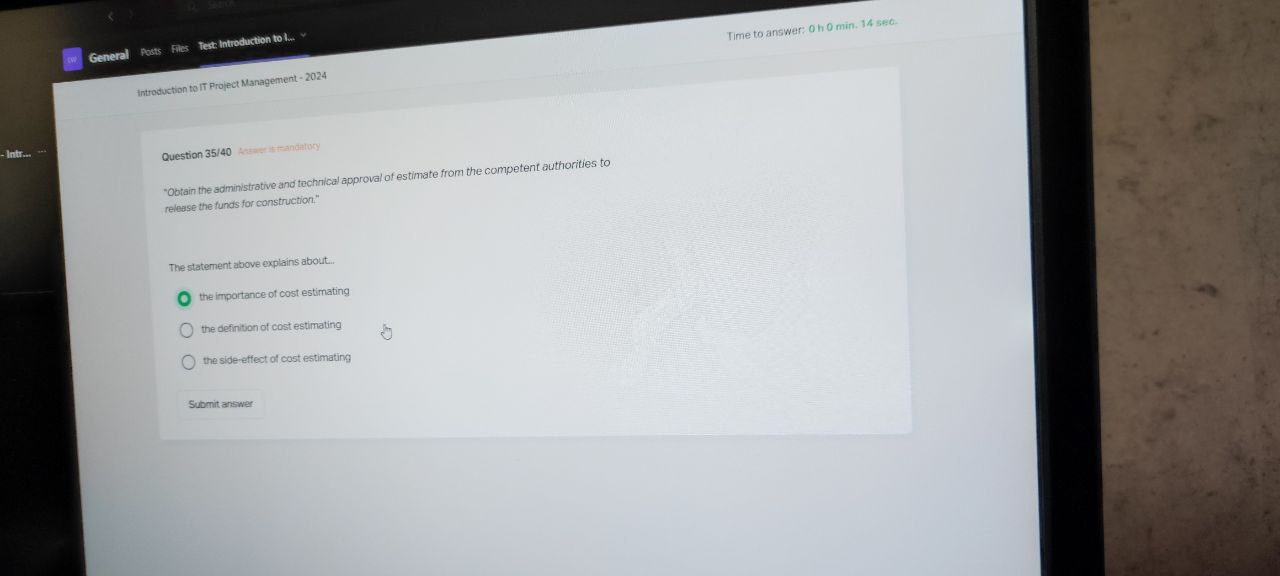 Search
General Posts Files Test: Introduction to I...
Time to answer: 0 h 0 min. 14 sec.
Introduction to IT Project Management - 2024
- Intr... ...
Question 35/40 Answer is mandatory
"Obtain the administrative and technical approval of estimate from the competent authorities to
release the funds for construction."
The statement above explains about...
the importance of cost estimating
the definition of cost estimating
the side-effect of cost estimating
Submit answer